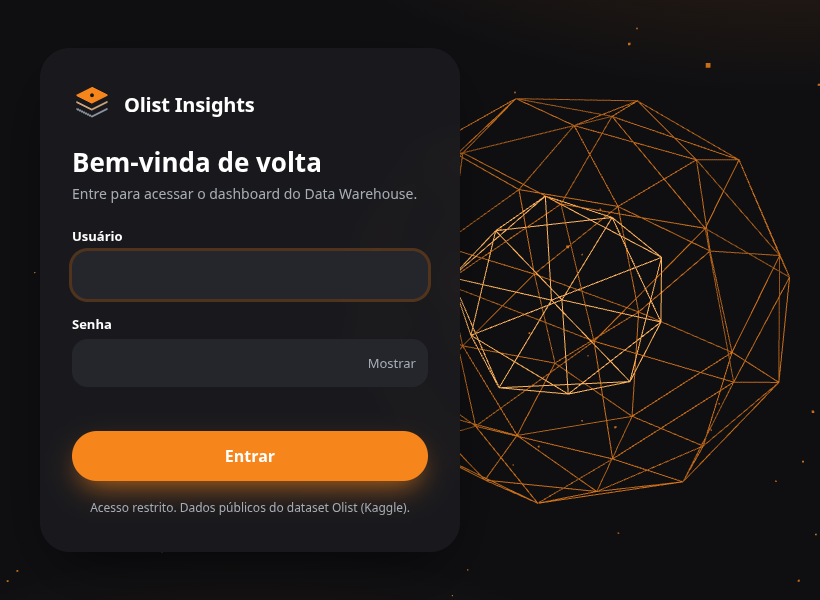 Olist Insights
Bem-vinda de volta
Entre para acessar o dashboard do Data Warehouse.
Usuário
Senha
Mostrar
Entrar
Acesso restrito. Dados públicos do dataset Olist (Kaggle).